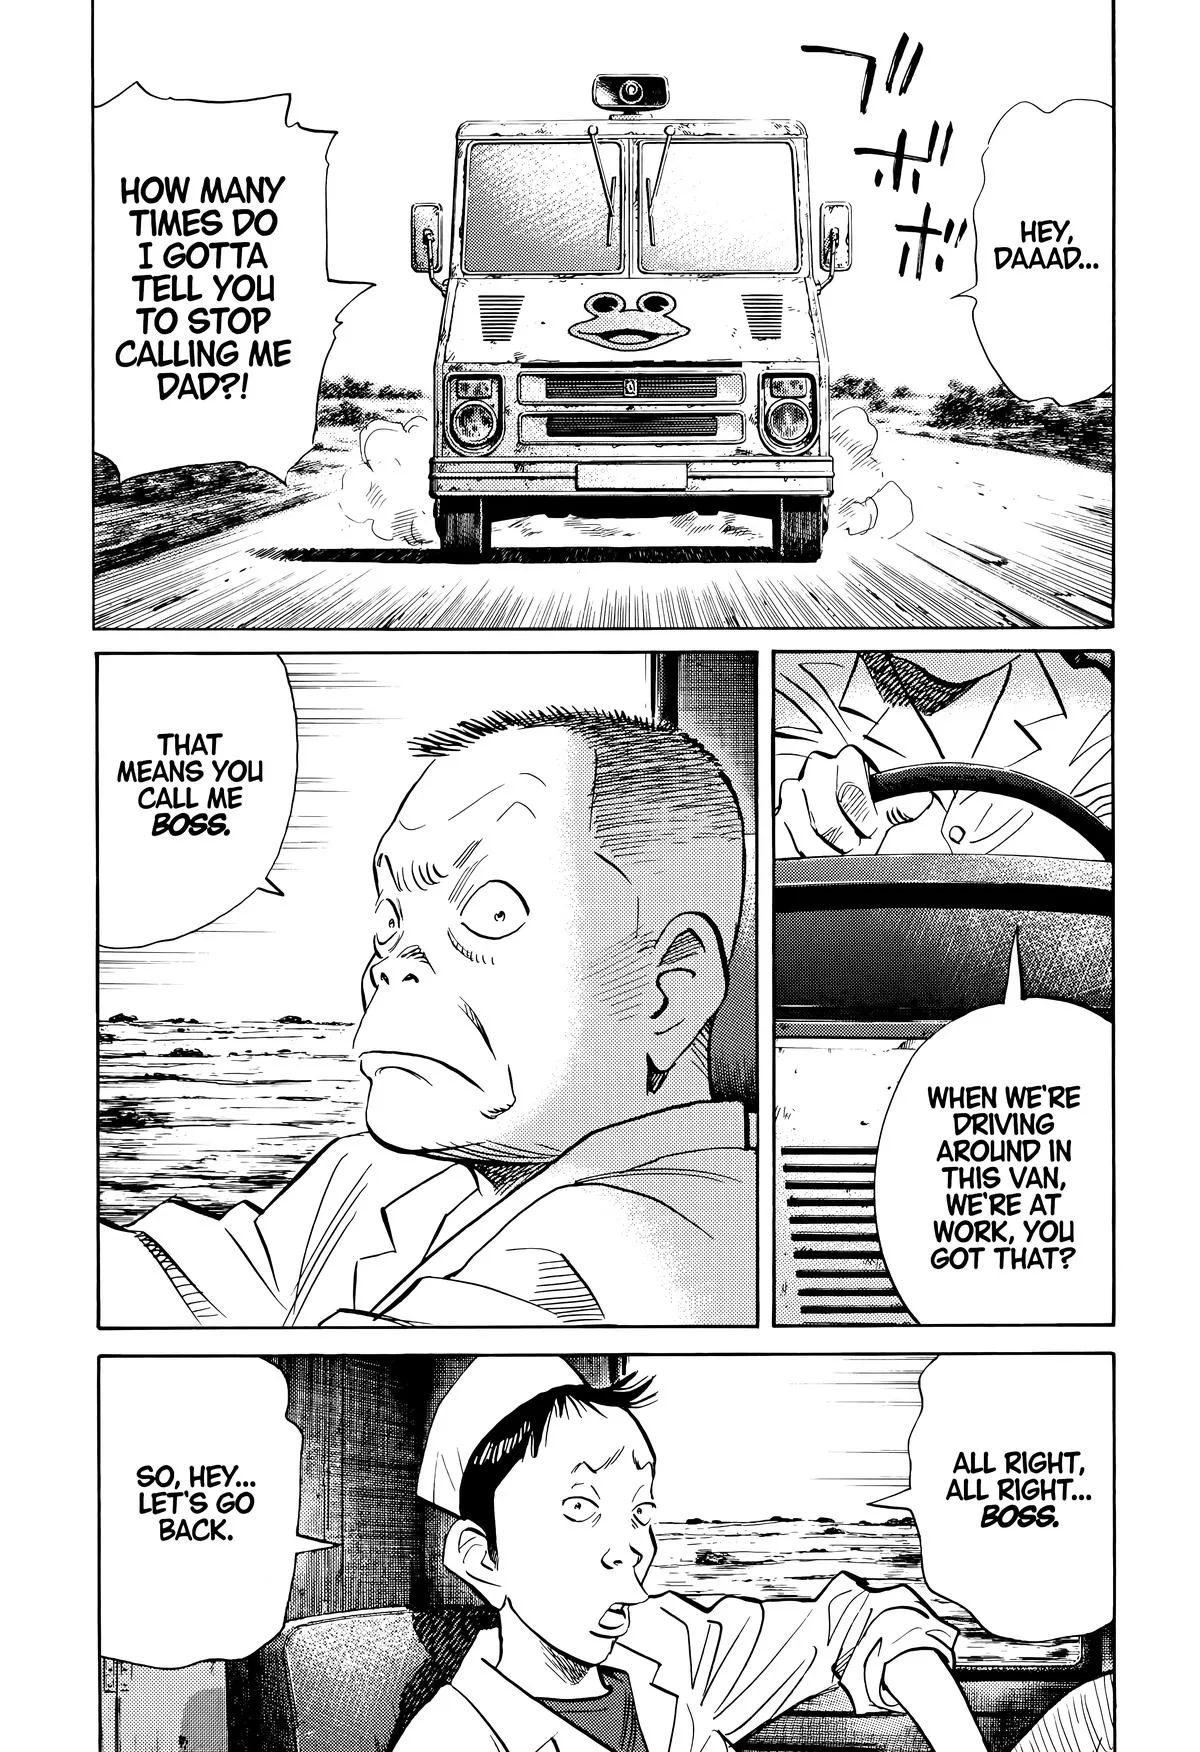 HEY,
DAAAD...
ブ
ボ
ボ
HOW MANY
TIMES DO
I GOTTA
TELL YOU
TO STOP
CALLING ME
DAD?!
WHEN WE'RE
DRIVING
AROUND IN
THIS VAN,
WE'RE AT
WORK, YOU
GOT THAT?
THAT
MEANS YOU
CALL ME
BOSS.
ALL RIGHT,
ALL RIGHT...
BOSS.
SO, HEY...
LET'S GO
BACK.